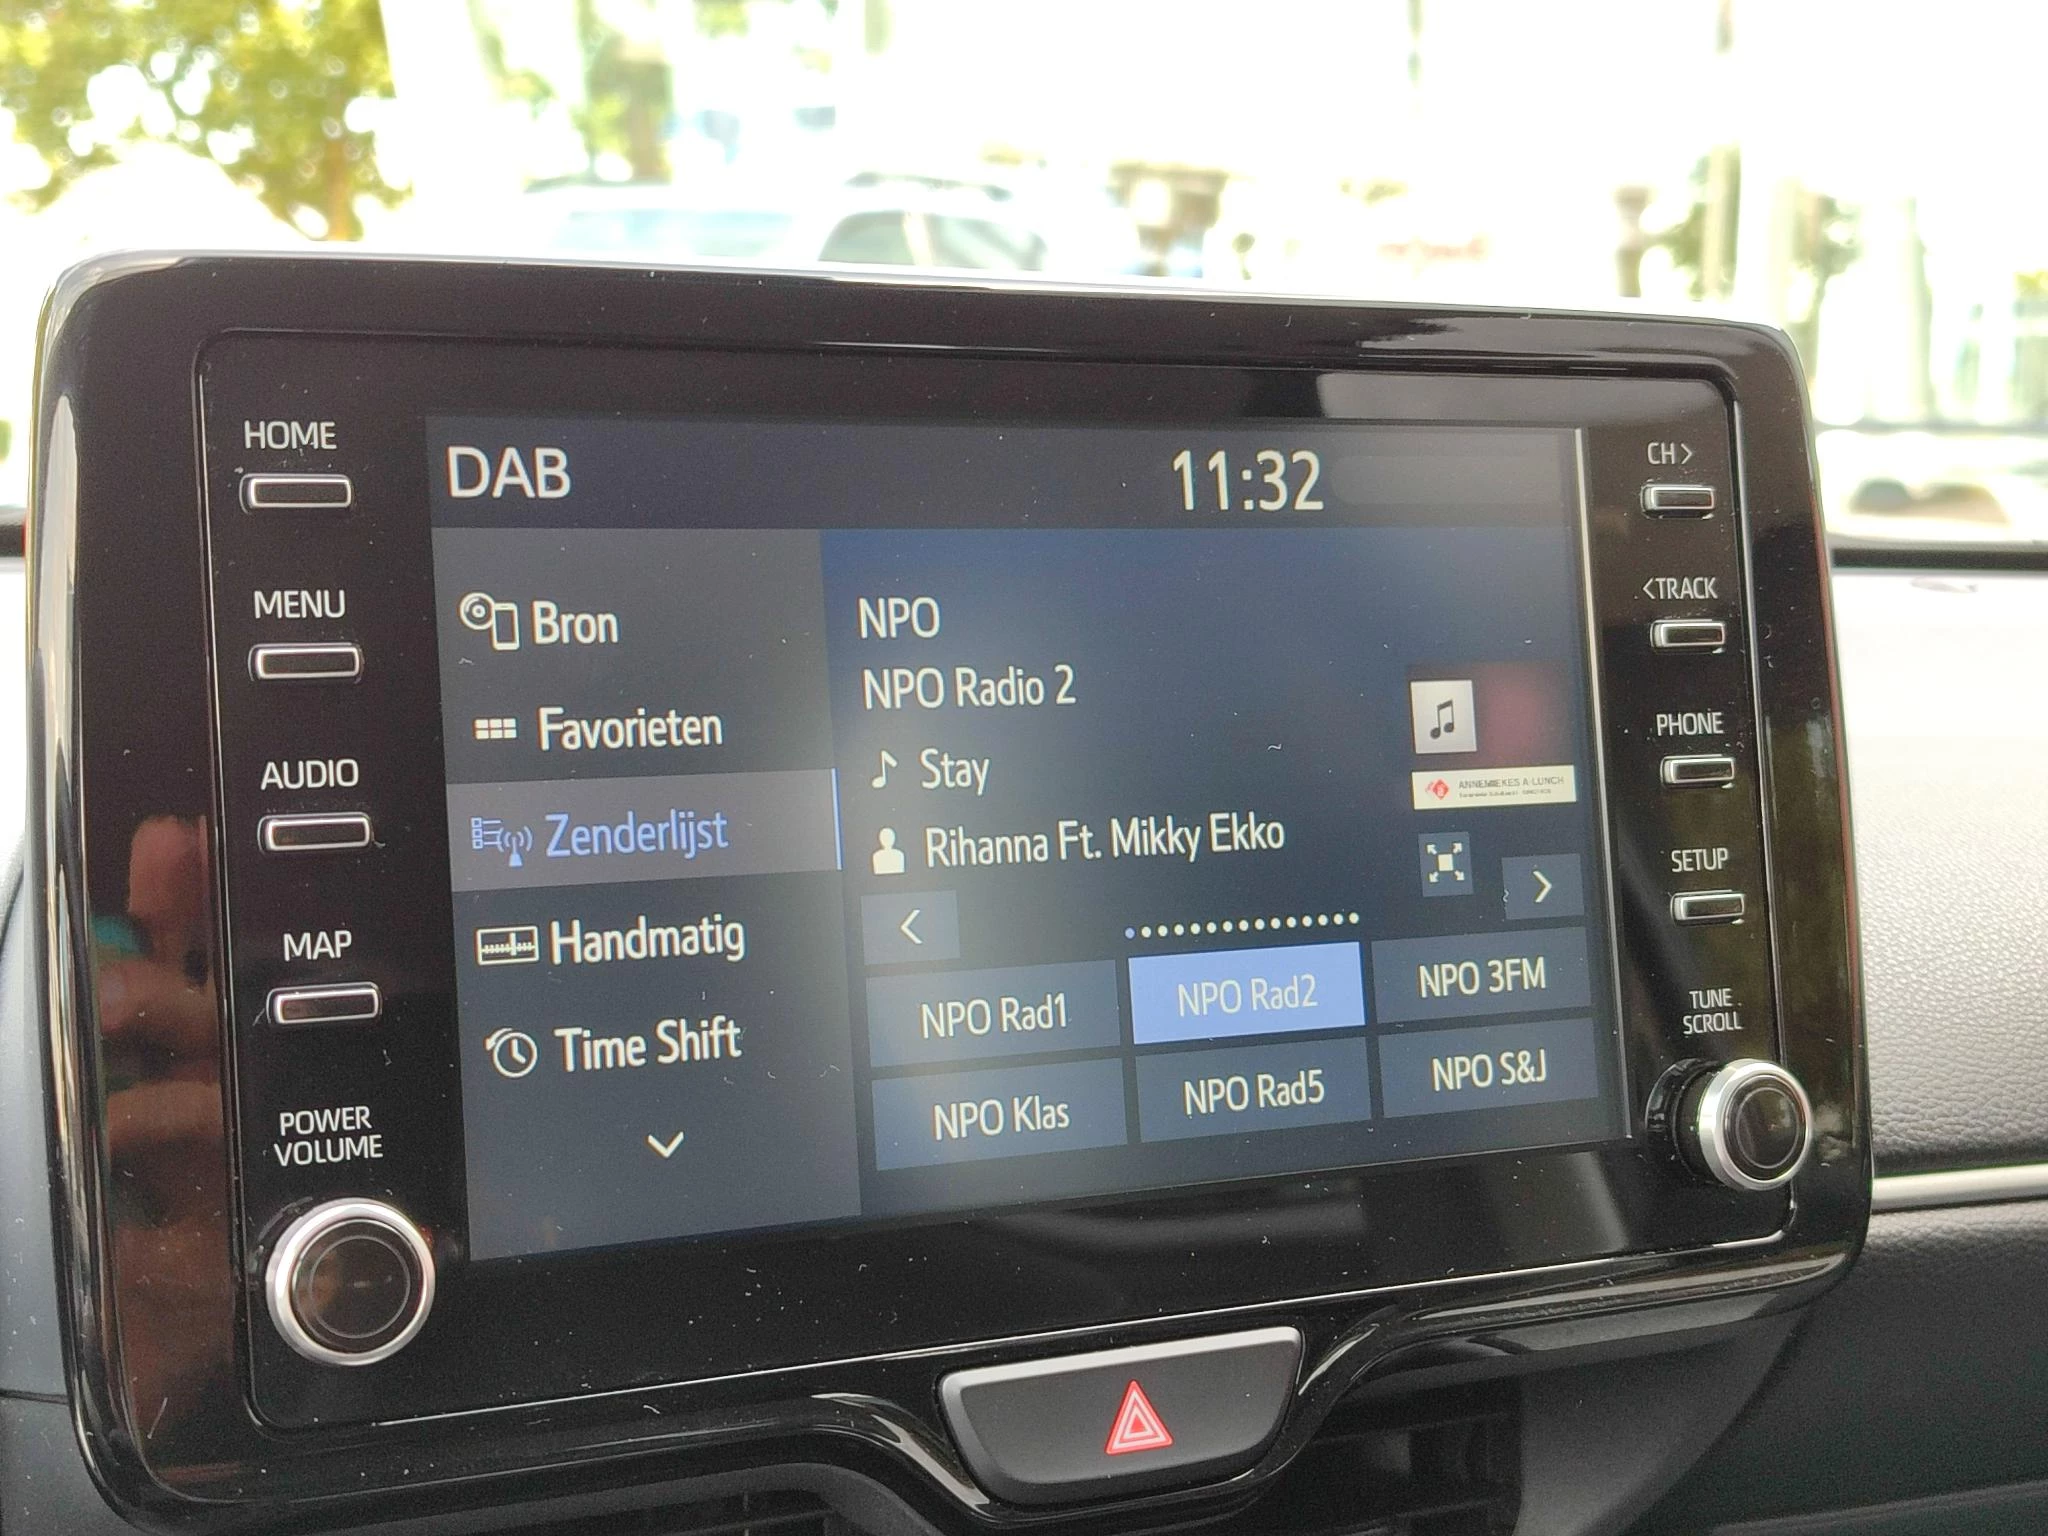 HOME
MENU
AUDIO
MAP
POWER
VOLUME
DAB
11:32
Bron
Favorieten
Zenderlijst
Handmatig
Time Shift
NPO
NPO Radio 2
Stay
Rihanna Ft. Mikky Ekko
ANNEMIEKES A-LUNCH
NPO Rad1
NPO Rad2
NPO 3FM
NPO Klas
NPO Rad5
NPO S&J
CH>
<TRACK
PHONE
SETUP
TUNE
SCROLL